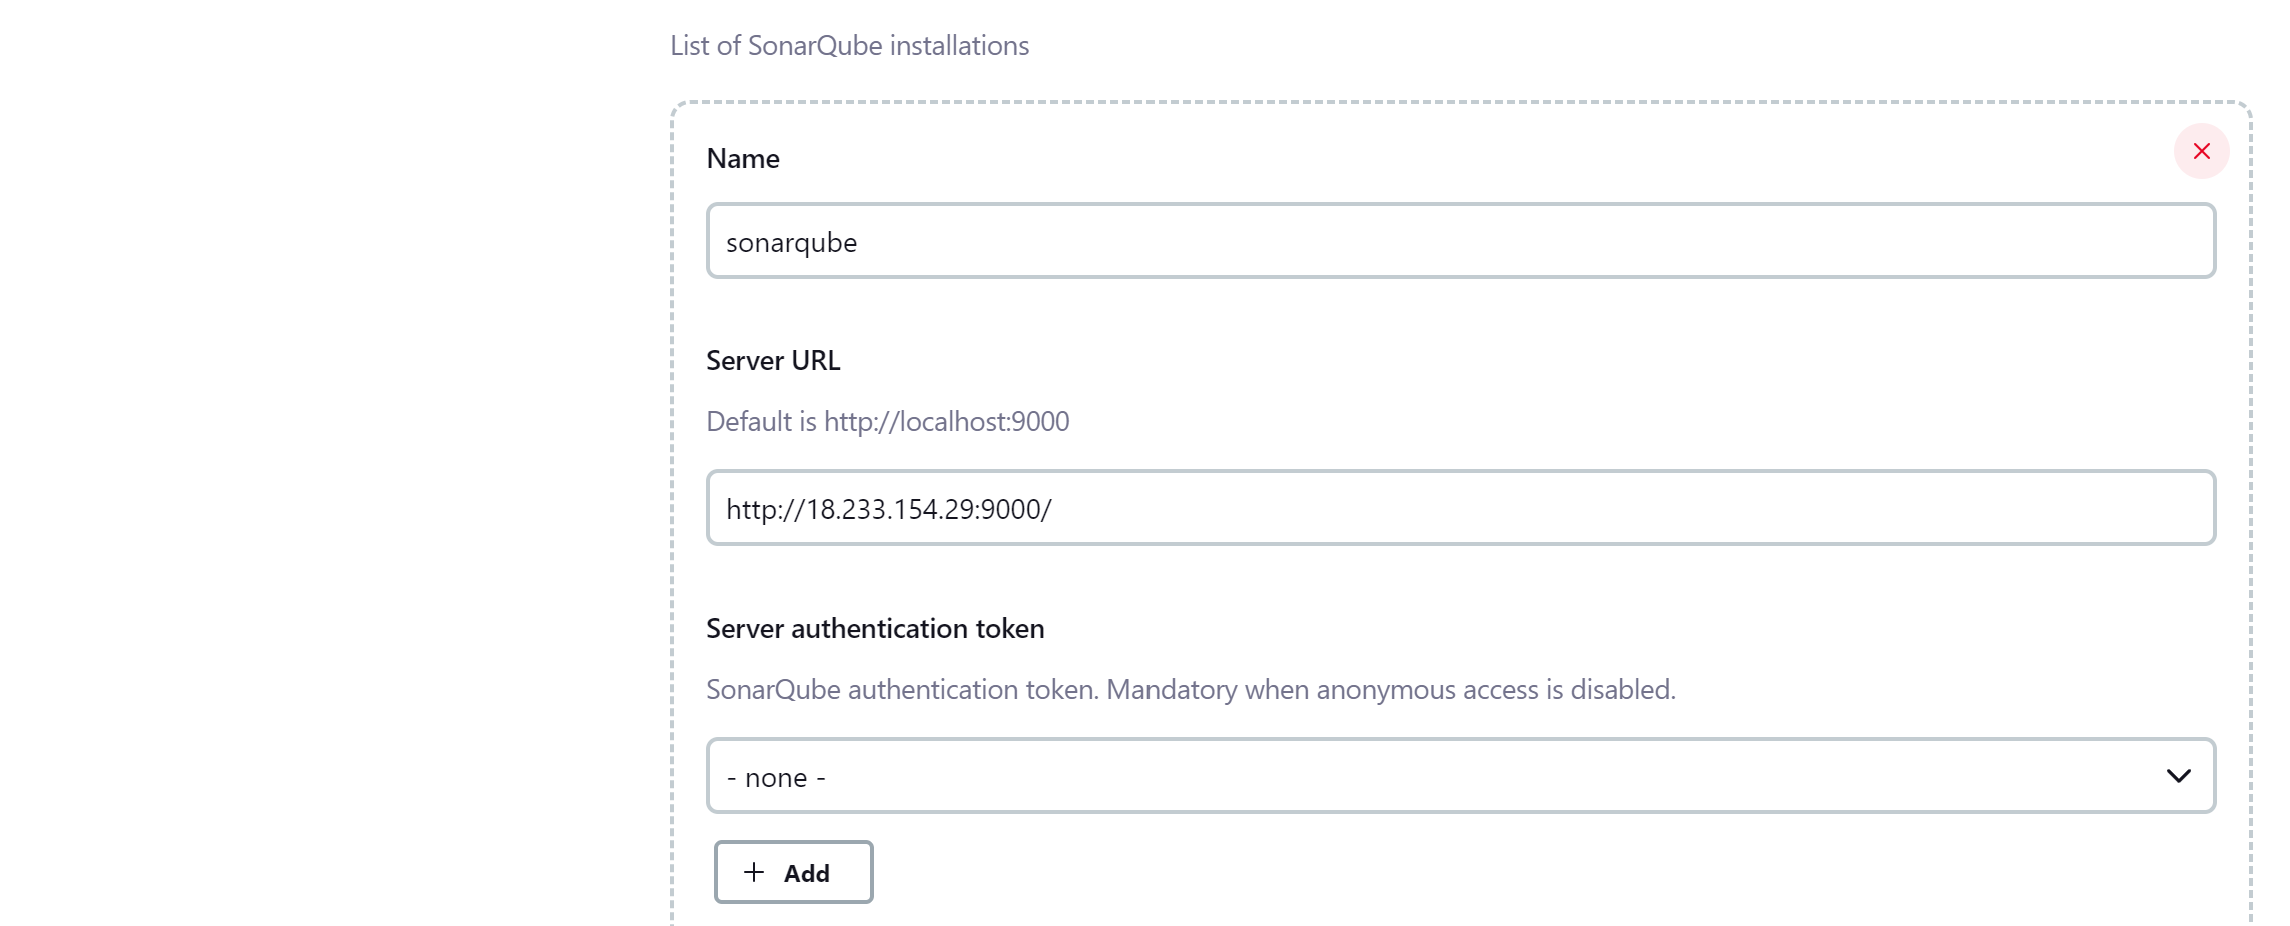 List of SonarQube installations
Name
sonarqube
Server URL
Default is http://localhost:9000
http://18.233.154.29:9000/
Server authentication token
SonarQube authentication token. Mandatory when anonymous access is disabled.
- none -
+ Add